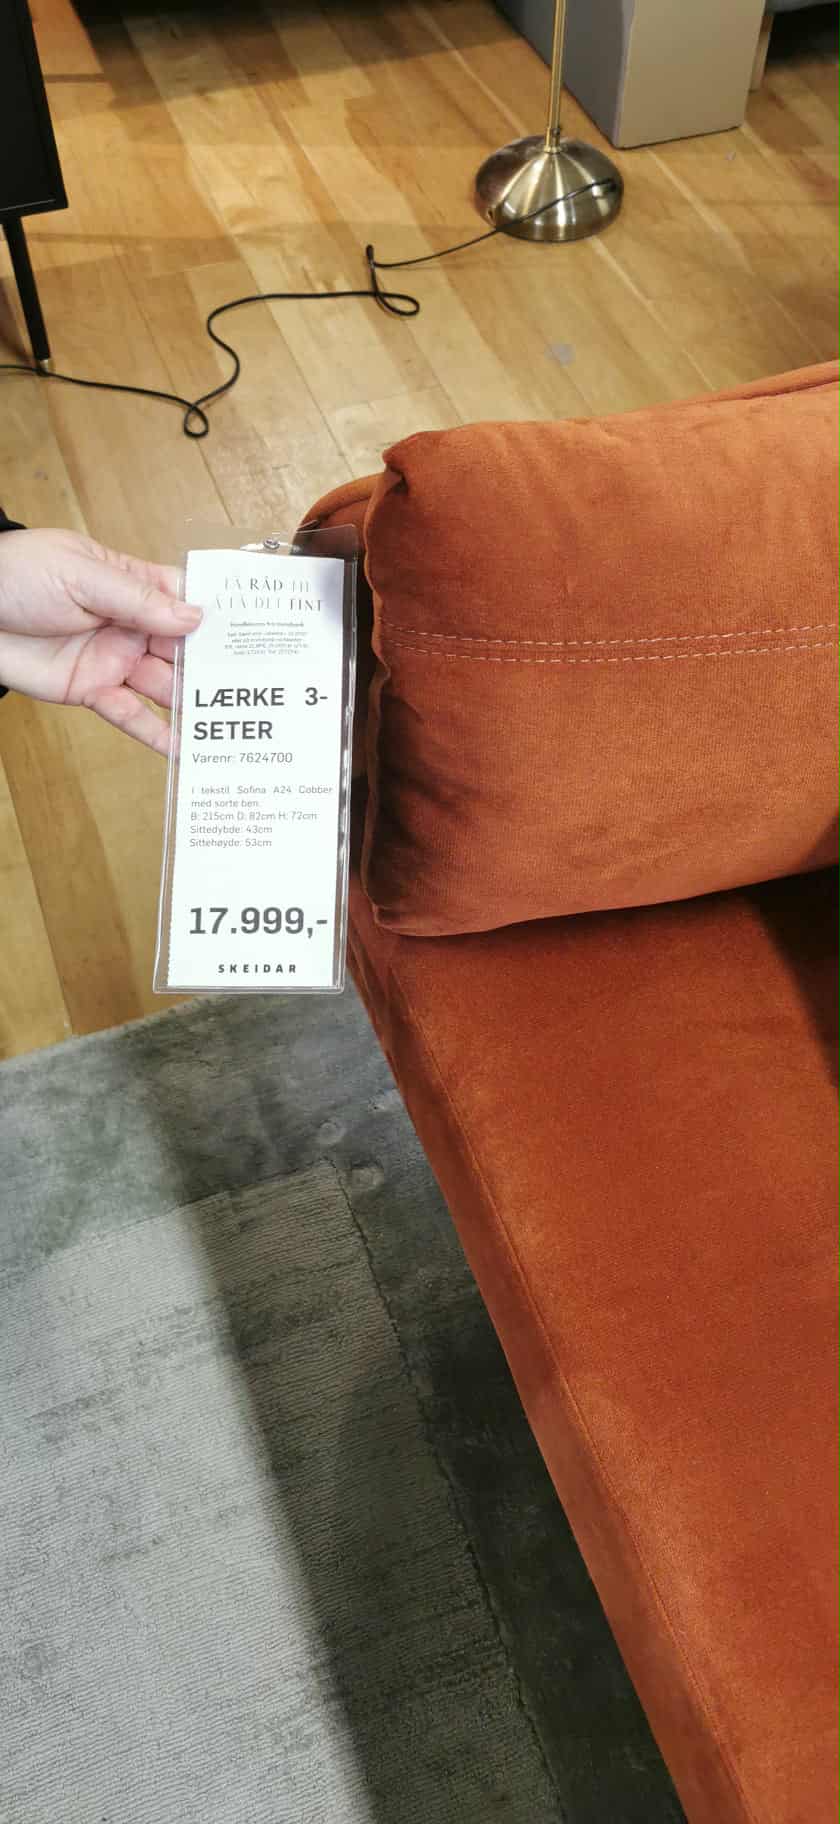 FÅ RÅD TIL
Å FÅ DET FINT
LÆRKE 3-
SETER
Varenr: 7624700
I tekstil Sofina A24 Cobber
med sorte ben.
B: 215cm D: 82cm H: 72cm
Sittedybde: 43cm
Sittehøyde: 53cm
17.999,-
SKEIDAR